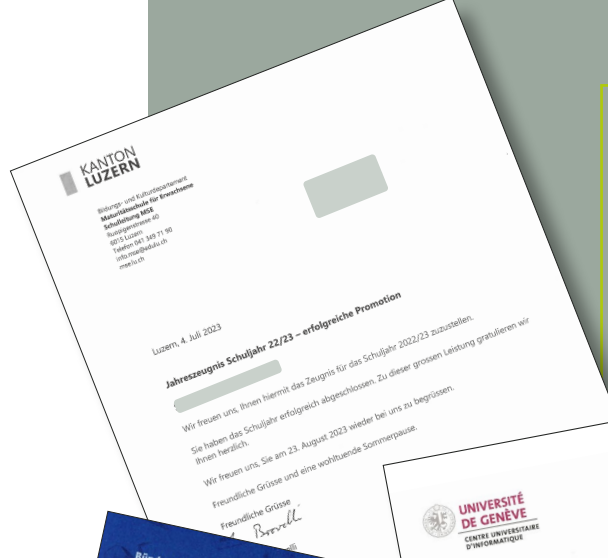 KANTON
LUZERN
Bildungs- und Kulturdepartement
Maturitätsschule für Erwachsene
Schulleitung MSE
Ruopigenstrasse 40
6015 Luzern
Telefon 041 349 71 90
info.mse@edulu.ch
mse.lu.ch
Luzern, 4. Juli 2023
Jahreszeugnis Schuljahr 22/23 – erfolgreiche Promotion
Wir freuen uns, Ihnen hiermit das Zeugnis für das Schuljahr 2022/23 zuzustellen.
Sie haben das Schuljahr erfolgreich abgeschlossen. Zu dieser grossen Leistung gratulieren wir
Ihnen herzlich.
Wir freuen uns, Sie am 23. August 2023 wieder bei uns zu begrüssen.
Freundliche Grüsse und eine wohltuende Sommerpause.
Freundliche Grüsse
UNIVERSITÉ
DE GENÈVE
CENTRE UNIVERSITAIRE
D'INFORMATIQUE